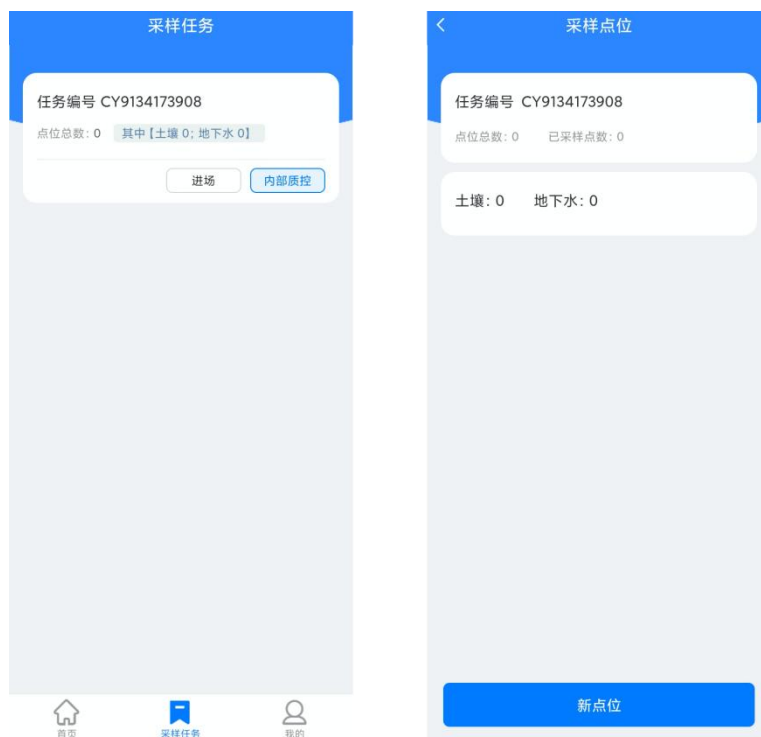 采样任务
任务编号 CY9134173908
点位总数: 0 其中【土壤 0; 地下水 0】
进场 内部质控
首页 采样任务 我的
采样点位
任务编号 CY9134173908
点位总数: 0 已采样点数: 0
土壤: 0 地下水: 0
新点位